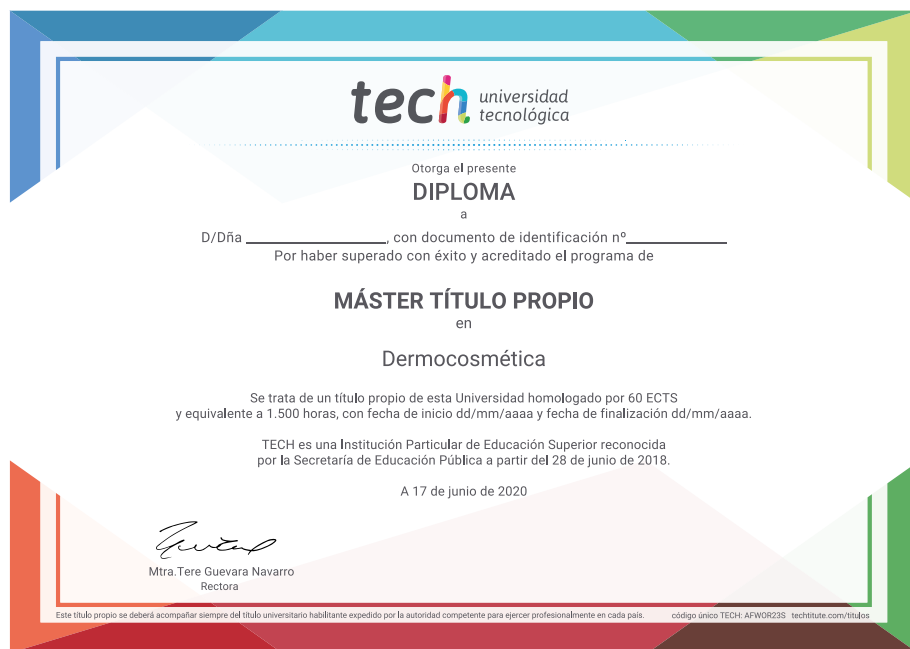 tech universidad
tecnológica
Otorga el presente
DIPLOMA
a
D/Dña ____________, con documento de identificación nº____________
Por haber superado con éxito y acreditado el programa de
MÁSTER TÍTULO PROPIO
en
Dermocosmética
Se trata de un título propio de esta Universidad homologado por 60 ECTS
y equivalente a 1.500 horas, con fecha de inicio dd/mm/aaaa y fecha de finalización dd/mm/aaaa.
TECH es una Institución Particular de Educación Superior reconocida
por la Secretaría de Educación Pública a partir del 28 de junio de 2018.
A 17 de junio de 2020
Mtra.Tere Guevara Navarro
Rectora
Este título propio se deberá acompañar siempre del título universitario habilitante expedido por la autoridad competente para ejercer profesionalmente en cada país. código único TECH: AFWOR23S techtitute.com/titulos